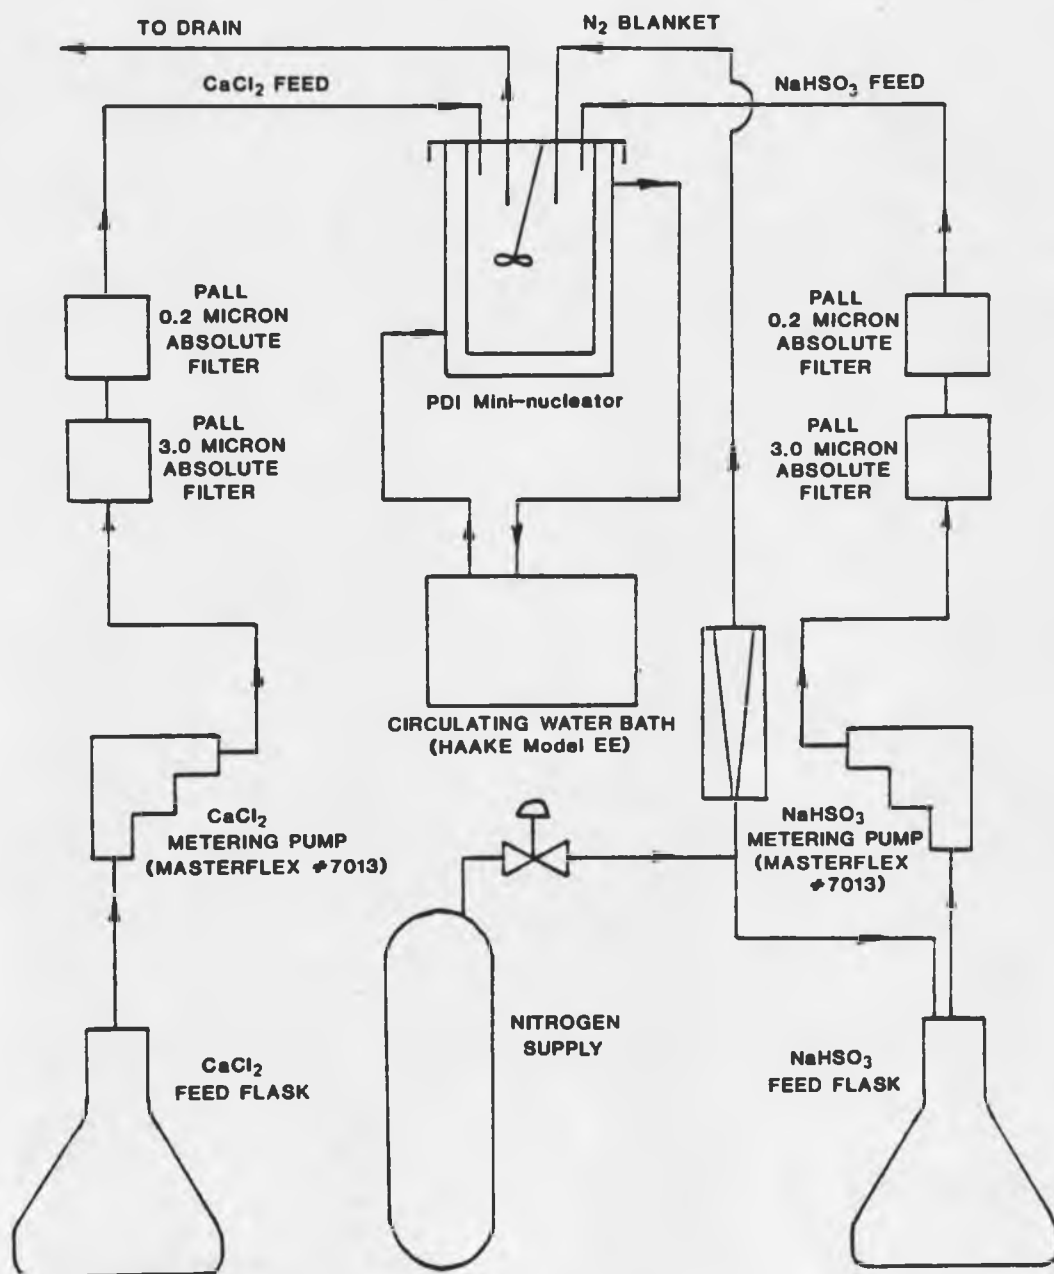 TO DRAIN
N₂ BLANKET
CaCl₂ FEED
NaHSO₃ FEED
PALL
0.2 MICRON
ABSOLUTE
FILTER
PALL
3.0 MICRON
ABSOLUTE
FILTER
PDI Mini-nucleator
PALL
0.2 MICRON
ABSOLUTE
FILTER
PALL
3.0 MICRON
ABSOLUTE
FILTER
CIRCULATING WATER BATH
(HAAKE Model EE)
CaCl₂
METERING PUMP
(MASTERFLEX #7013)
NaHSO₃
METERING PUMP
(MASTERFLEX
#7013)
NITROGEN
SUPPLY
CaCl₂
FEED FLASK
NaHSO₃
FEED FLASK